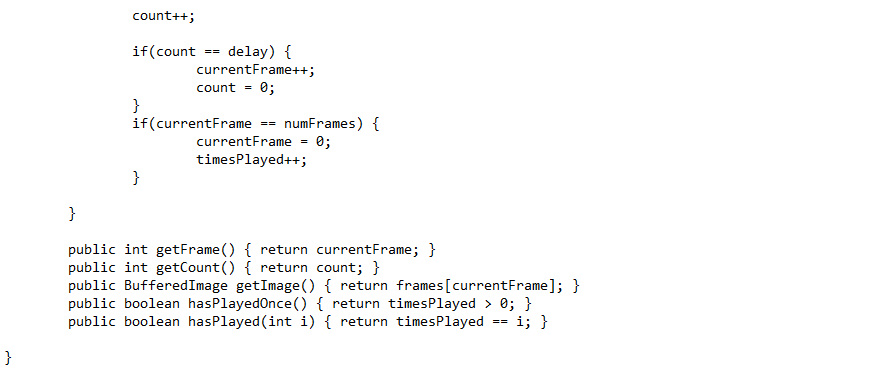 count++;
if(count == delay) {
currentFrame++;
count = 0;
}
if(currentFrame == numFrames) {
currentFrame = 0;
timesPlayed++;
}
}
public int getFrame() { return currentFrame; }
public int getCount() { return count; }
public BufferedImage getImage() { return frames[currentFrame]; }
public boolean hasPlayedOnce() { return timesPlayed > 0; }
public boolean hasPlayed(int i) { return timesPlayed == i; }
}